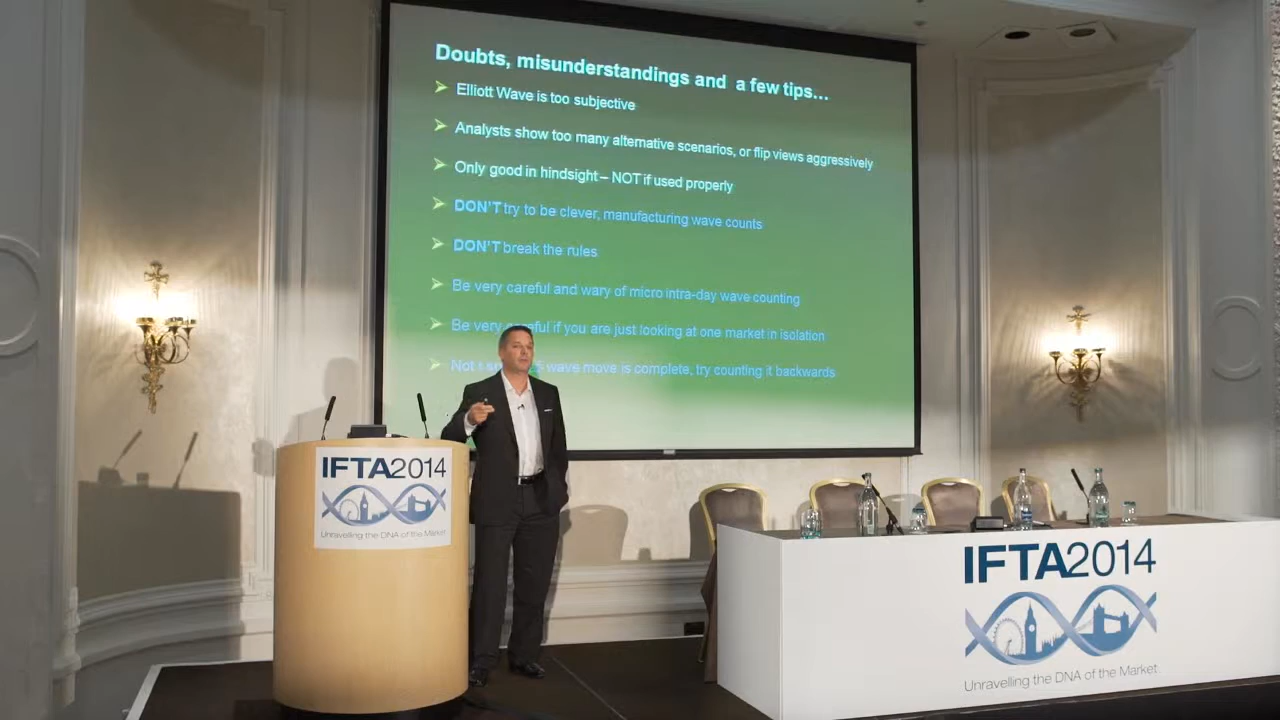 Doubts, misunderstandings and a few tips...
Elliott Wave is too subjective
Analysts show too many alternative scenarios, or flip views aggressively
Only good in hindsight – NOT if used properly
DON'T try to be clever, manufacturing wave counts
DON'T break the rules
Be very careful and wary of micro intra-day wave counting
Be very careful if you are just looking at one market in isolation
Not wave move is complete, try counting it backwards
IFTA2014
Unravelling the DNA of the Market
IFTA2014
Unravelling the DNA of the Market